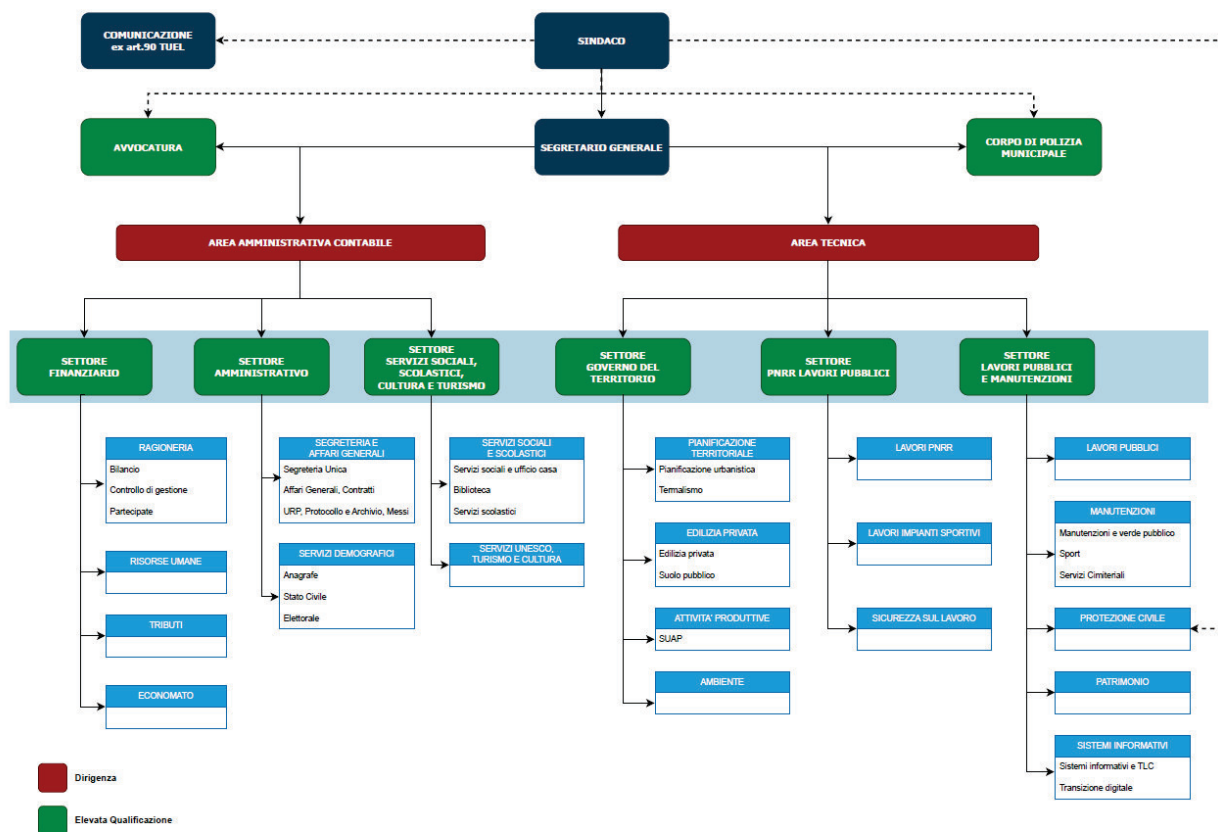 COMUNICAZIONE
ex art.90 TUEL
SINDACO
AVVOCATURA
SEGRETARIO GENERALE
CORPO DI POLIZIA
MUNICIPALE
AREA AMMINISTRATIVA CONTABILE
AREA TECNICA
SETTORE
FINANZIARIO
SETTORE
AMMINISTRATIVO
SETTORE
SERVIZI SOCIALI,
SCOLASTICI,
CULTURA E TURISMO
SETTORE
GOVERNO DEL
TERRITORIO
SETTORE
PNRR LAVORI PUBBLICI
SETTORE
LAVORI PUBBLICI
E MANUTENZIONI
RAGIONERIA
Bilancio
Controllo di gestione
Partecipate
RISORSE UMANE
TRIBUTI
ECONOMATO
SEGRETERIA E
AFFARI GENERALI
Segreteria Unica
Affari Generali, Contratti
URP, Protocollo e Archivio, Messi
SERVIZI DEMOGRAFICI
Anagrafe
Stato Civile
Elettorale
SERVIZI SOCIALI
E SCOLASTICI
Servizi sociali e ufficio casa
Biblioteca
Servizi scolastici
SERVIZI UNESCO,
TURISMO E CULTURA
PIANIFICAZIONE
TERRITORIALE
Pianificazione urbanistica
Termalismo
EDILIZIA PRIVATA
Edilizia privata
Suolo pubblico
ATTIVITA' PRODUTTIVE
SUAP
AMBIENTE
LAVORI PNRR
LAVORI IMPIANTI SPORTIVI
SICUREZZA SUL LAVORO
LAVORI PUBBLICI
MANUTENZIONI
Manutenzioni e verde pubblico
Sport
Servizi Cimiteriali
PROTEZIONE CIVILE
PATRIMONIO
SISTEMI INFORMATIVI
Sistemi informativi e TLC
Transizione digitale
Dirigenza
Elevata Qualificazione